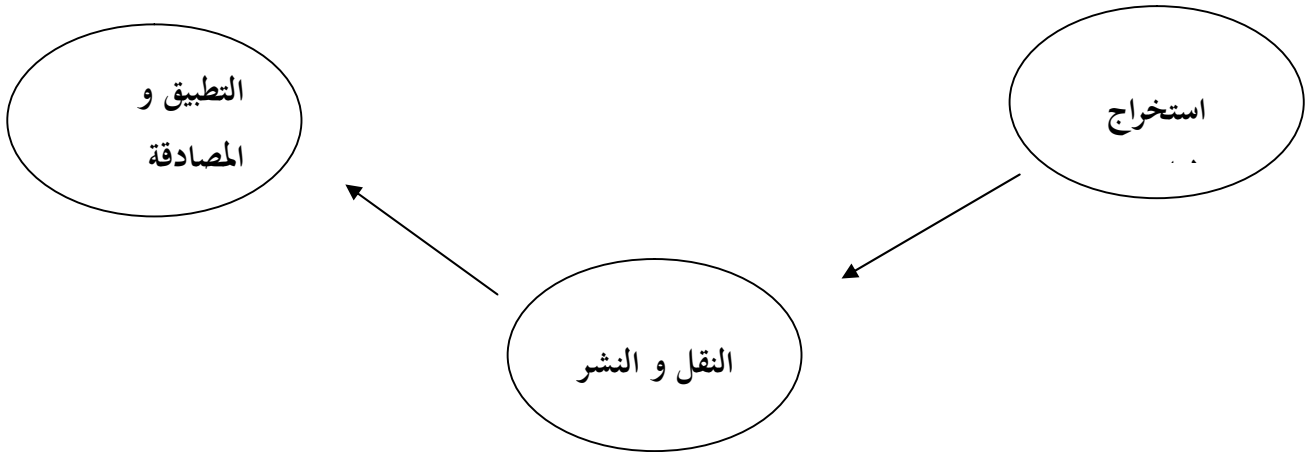 استخراج
النقل و النشر
التطبيق و
المصادقة